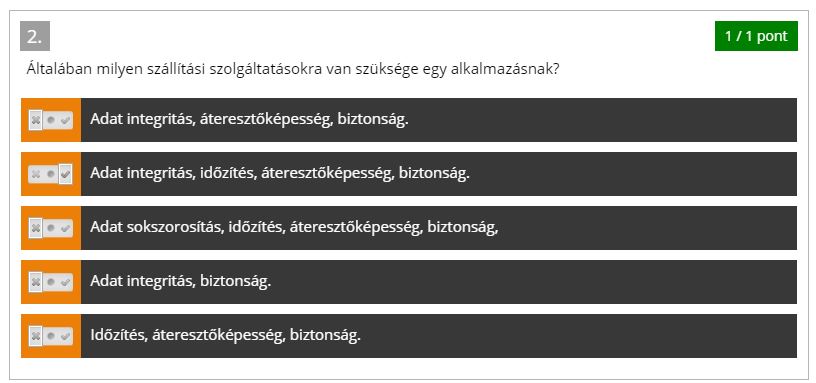 2.
1 / 1 pont
Általában milyen szállítási szolgáltatásokra van szüksége egy alkalmazásnak?
Adat integritás, áteresztőképesség, biztonság.
Adat integritás, időzítés, áteresztőképesség, biztonság.
Adat sokszorosítás, időzítés, áteresztőképesség, biztonság,
Adat integritás, biztonság.
Időzítés, áteresztőképesség, biztonság.